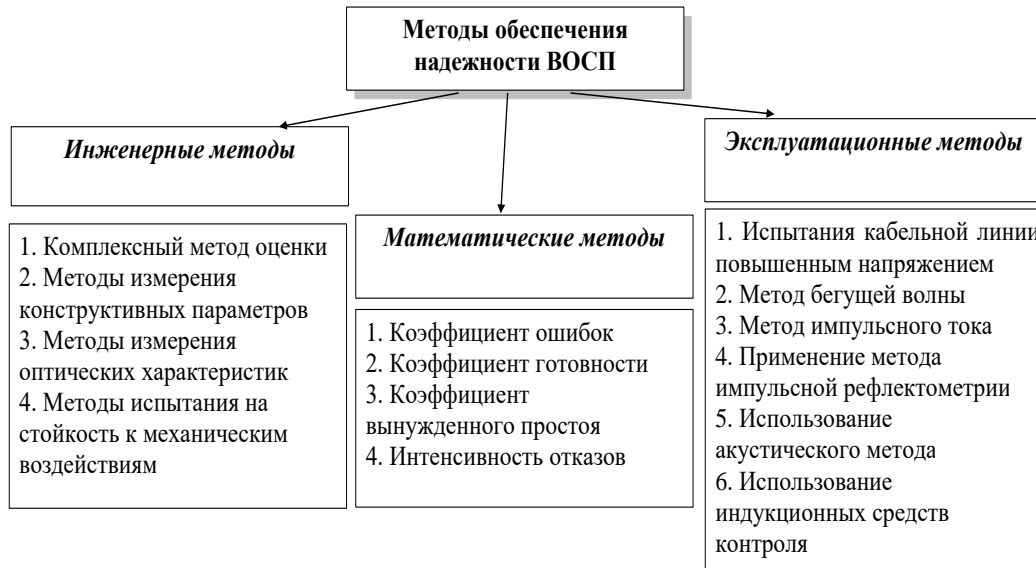 Методы обеспечения
надежности ВОСП
Инженерные методы
1. Комплексный метод оценки
2. Методы измерения
конструктивных параметров
3. Методы измерения
оптических характеристик
4. Методы испытания на
стойкость к механическим
воздействиям
Математические методы
1. Коэффициент ошибок
2. Коэффициент готовности
3. Коэффициент
вынужденного простоя
4. Интенсивность отказов
Эксплуатационные методы
1. Испытания кабельной линии
повышенным напряжением
2. Метод бегущей волны
3. Метод импульсного тока
4. Применение метода
импульсной рефлектометрии
5. Использование
акустического метода
6. Использование
индукционных средств
контроля